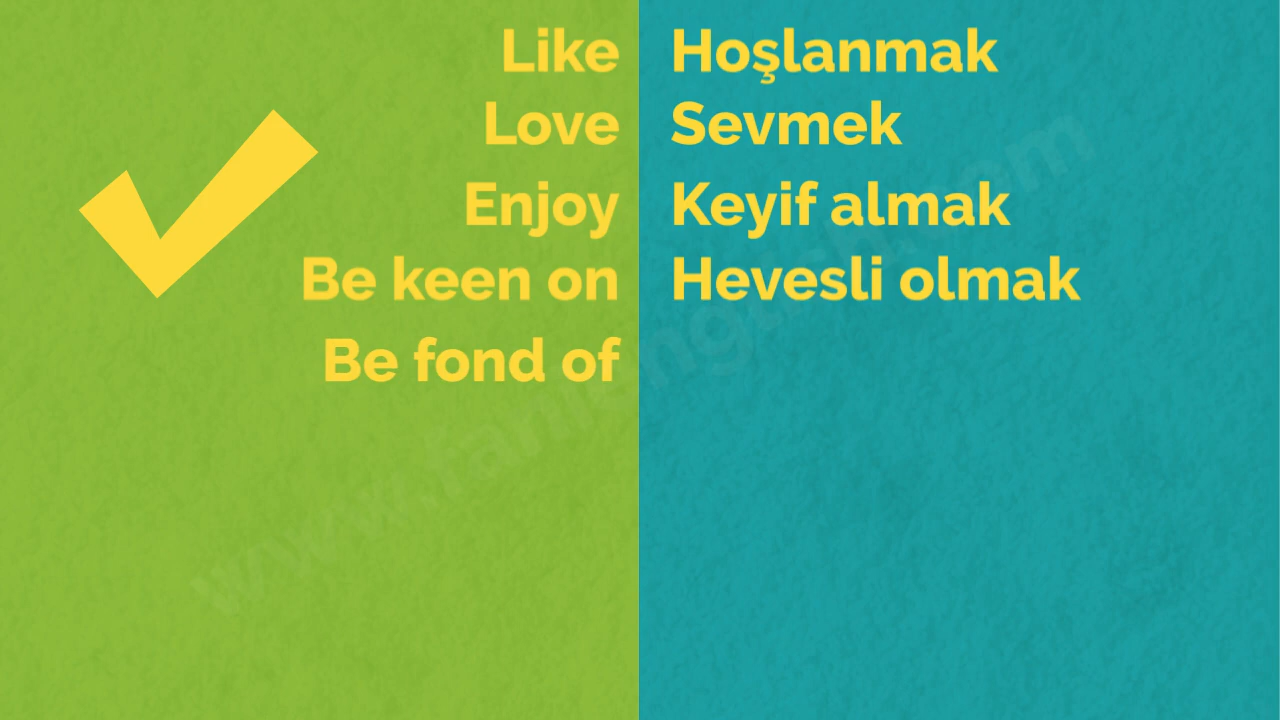 Like Hoşlanmak
Love Sevmek
Enjoy Keyif almak
Be keen on Hevesli olmak
Be fond of